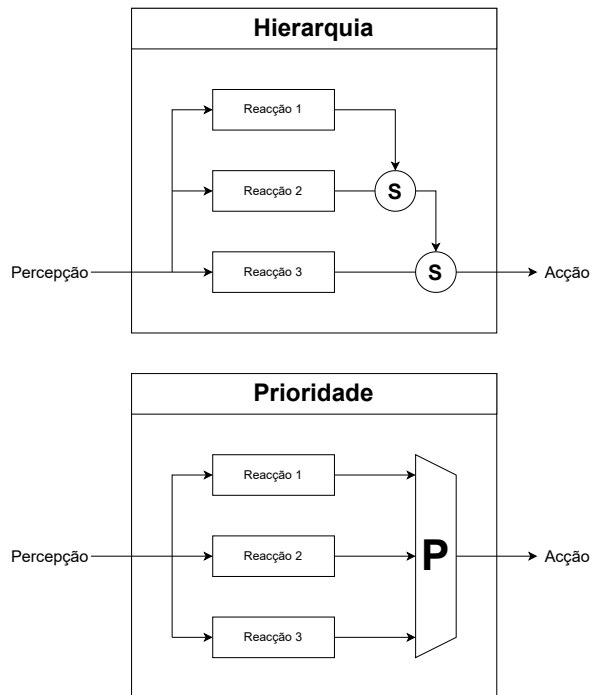 Hierarquia
Reacção 1
Reacção 2
S
Percepção
Reacção 3
S
Acção
Prioridade
Reacção 1
Percepção
Reacção 2
P
Acção
Reacção 3